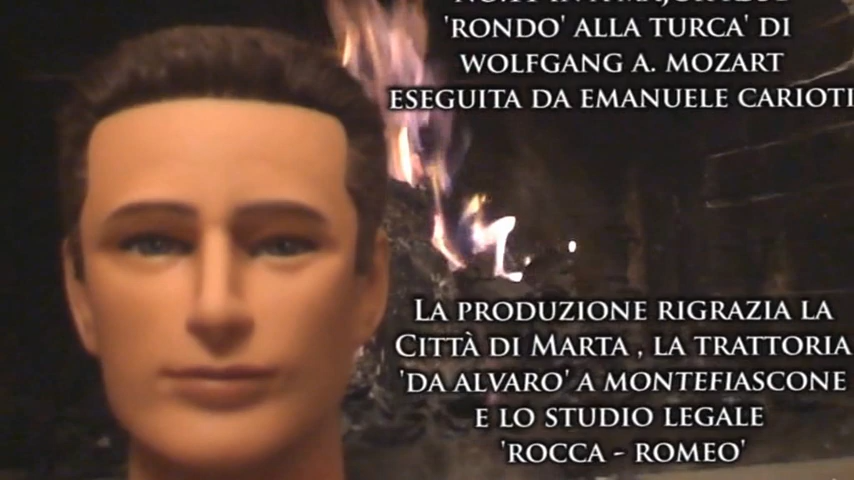 'RONDO' ALLA TURCA' DI
WOLFGANG A. MOZART
ESEGUITA DA EMANUELE CARIOTI
LA PRODUZIONE RIGRAZIA LA
CITTÀ DI MARTA , LA TRATTORIA
'DA ALVARO' A MONTEFIASCONE
E LO STUDIO LEGALE
'ROCCA - ROMEO'